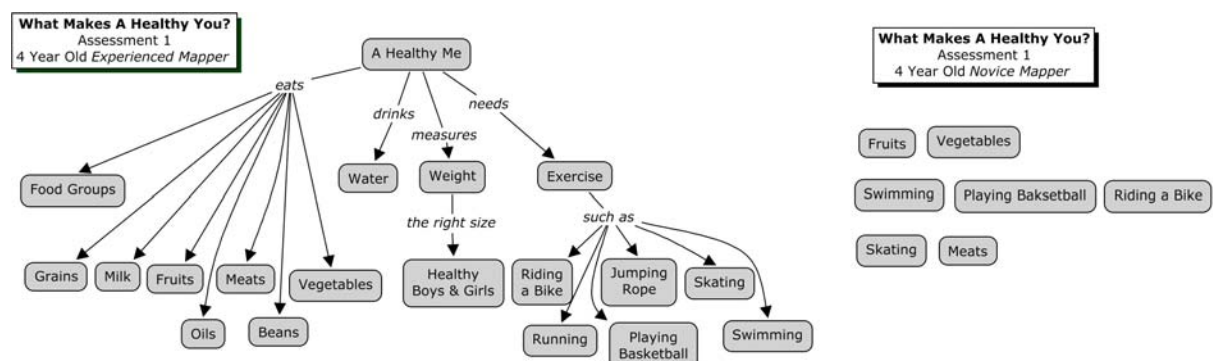 What Makes A Healthy You?
Assessment 1
4 Year Old Experienced Mapper
A Healthy Me
eats
drinks
measures
needs
Food Groups
Water
Weight
Exercise
the right size
such as
Grains
Milk
Fruits
Meats
Vegetables
Oils
Beans
Healthy
Boys & Girls
Riding
a Bike
Jumping
Rope
Skating
Running
Playing
Basketball
Swimming
What Makes A Healthy You?
Assessment 1
4 Year Old Novice Mapper
Fruits
Vegetables
Swimming
Playing Baksetball
Riding a Bike
Skating
Meats